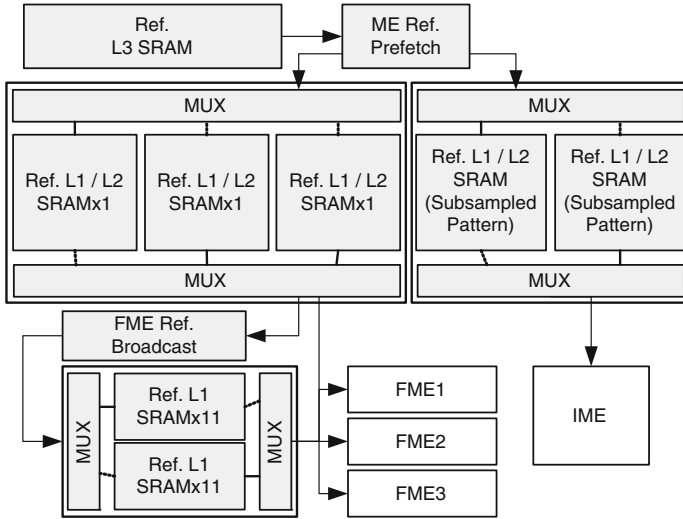 Ref.
L3 SRAM
ME Ref.
Prefetch
MUX
MUX
Ref. L1 / L2
SRAMx1
Ref. L1 / L2
SRAMx1
Ref. L1 / L2
SRAMx1
Ref. L1 / L2
SRAM
(Subsampled
Pattern)
Ref. L1 / L2
SRAM
(Subsampled
Pattern)
MUX
MUX
FME Ref.
Broadcast
MUX
Ref. L1
SRAMx11
Ref. L1
SRAMx11
MUX
FME1
FME2
FME3
IME